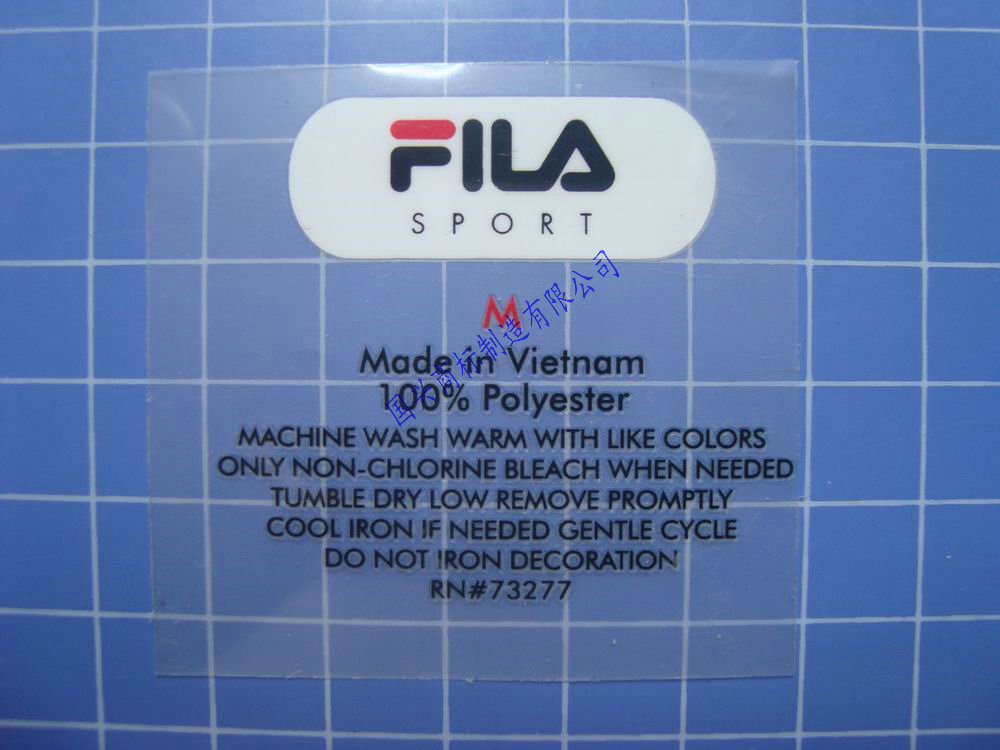 FILA
SPORT
M
Made in Vietnam
100% Polyester
MACHINE WASH WARM WITH LIKE COLORS
ONLY NON-CHLORINE BLEACH WHEN NEEDED
TUMBLE DRY LOW REMOVE PROMPTLY
COOL IRON IF NEEDED GENTLE CYCLE
DO NOT IRON DECORATION
RN#73277
国兴商标制造有限公司